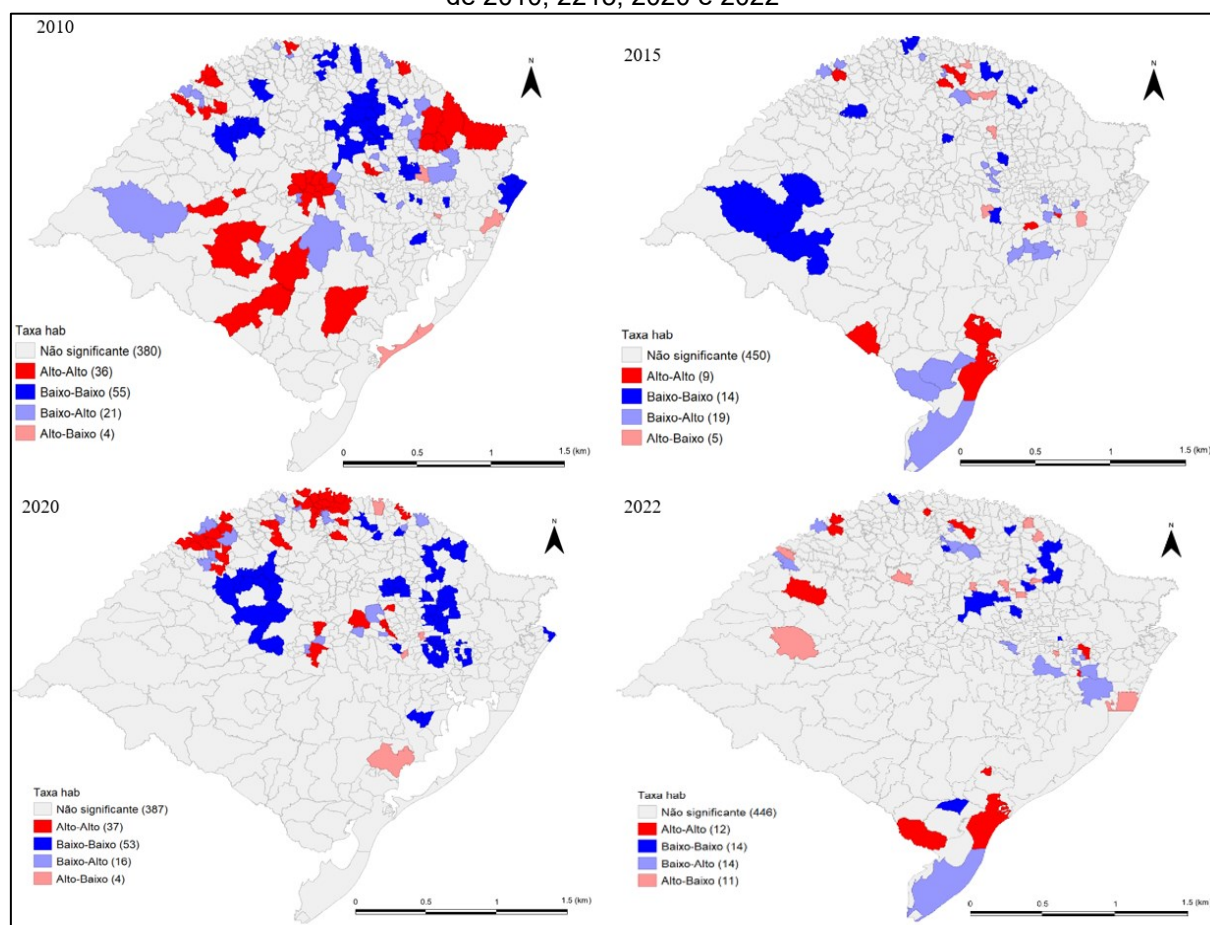 de 2010, 2215, 2020 e 2022
2010
N
Taxa hab
Não significante (380)
Alto-Alto (36)
Baixo-Baixo (55)
Baixo-Alto (21)
Alto-Baixo (4)
0 0.5 1 1.5 (km)
2015
N
Taxa hab
Não significante (450)
Alto-Alto (9)
Baixo-Baixo (14)
Baixo-Alto (19)
Alto-Baixo (5)
0 0.5 1 1.5 (km)
2020
N
Taxa hab
Não significante (387)
Alto-Alto (37)
Baixo-Baixo (53)
Baixo-Alto (16)
Alto-Baixo (4)
0 0.5 1 1.5 (km)
2022
N
Taxa hab
Não significante (446)
Alto-Alto (12)
Baixo-Baixo (14)
Baixo-Alto (14)
Alto-Baixo (11)
0 0.5 1 1.5 (km)